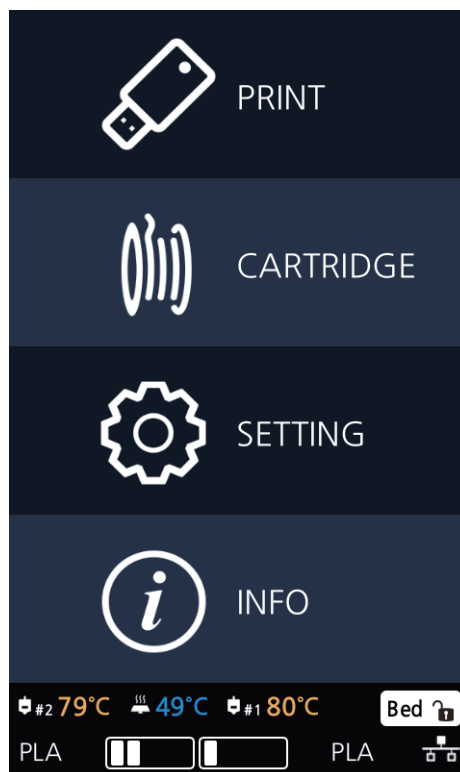 PRINT
CARTRIDGE
SETTING
INFO
#2 79°C 49°C #1 80°C Bed
PLA PLA